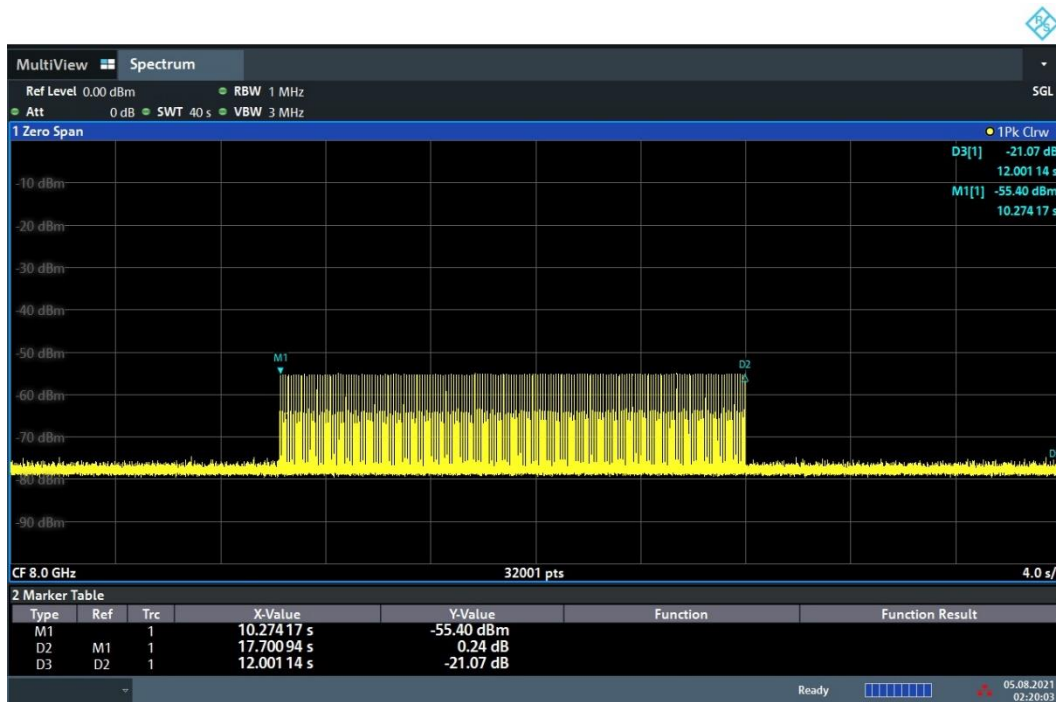 R S
MultiView Spectrum
Ref Level 0.00 dBm RBW 1 MHz SGL
Att 0 dB SWT 40 s VBW 3 MHz
1 Zero Span 1Pk Clrw
D3[1] -21.07 dB
12.001 14 s
M1[1] -55.40 dBm
10.274 17 s
-10 dBm
-20 dBm
-30 dBm
-40 dBm
-50 dBm
M1
D2
-60 dBm
-70 dBm
D
-80 dBm
-90 dBm
CF 8.0 GHz 32001 pts 4.0 s/
2 Marker Table
Type Ref Trc X-Value Y-Value Function Function Result
M1 1 10.274 17 s -55.40 dBm
D2 M1 1 17.700 94 s 0.24 dB
D3 D2 1 12.001 14 s -21.07 dB
Ready 05.08.2021
02:20:03